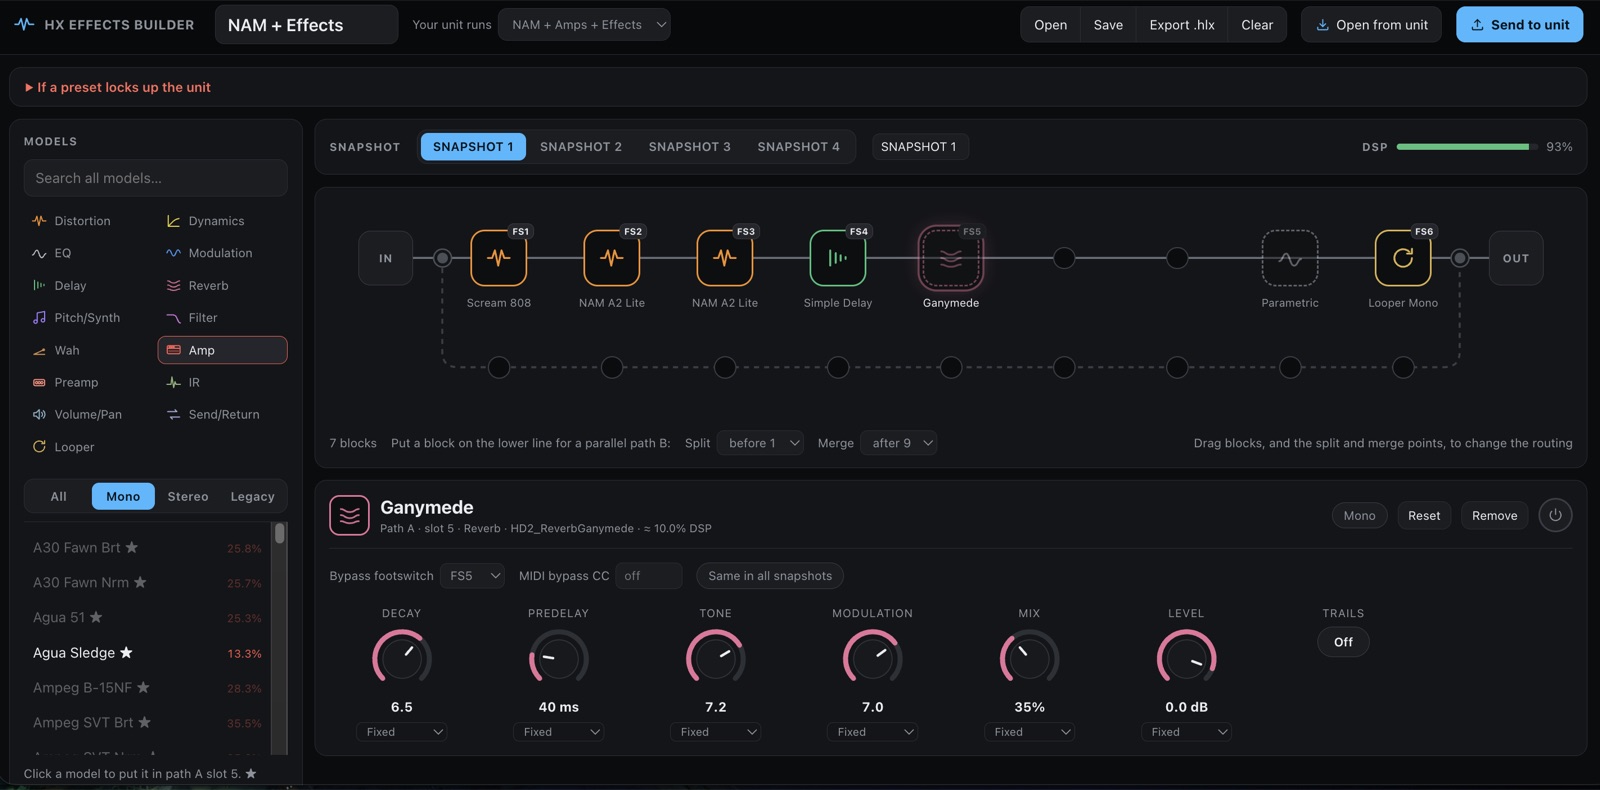 HX EFFECTS BUILDER
NAM + Effects
Your unit runs
NAM + Amps + Effects
Open
Save
Export .hlx
Clear
Open from unit
Send to unit
If a preset locks up the unit
MODELS
Search all models...
Distortion
Dynamics
EQ
Modulation
Delay
Reverb
Pitch/Synth
Filter
Wah
Amp
Preamp
IR
Volume/Pan
Send/Return
Looper
All
Mono
Stereo
Legacy
A30 Fawn Brt ★ 25.8%
A30 Fawn Nrm ★ 25.7%
Agua 51 ★ 25.3%
Agua Sledge ★ 13.3%
Ampeg B-15NF ★ 28.3%
Ampeg SVT Brt ★ 35.5%
Click a model to put it in path A slot 5. ★
SNAPSHOT
SNAPSHOT 1
SNAPSHOT 2
SNAPSHOT 3
SNAPSHOT 4
SNAPSHOT 1
DSP
93%
IN
FS1
Scream 808
FS2
NAM A2 Lite
FS3
NAM A2 Lite
FS4
Simple Delay
FS5
Ganymede
Parametric
FS6
Looper Mono
OUT
7 blocks
Put a block on the lower line for a parallel path B:
Split
before 1
Merge
after 9
Drag blocks, and the split and merge points, to change the routing
Ganymede
Path A · slot 5 · Reverb · HD2_ReverbGanymede · ≈ 10.0% DSP
Mono
Reset
Remove
Bypass footswitch
FS5
MIDI bypass CC
off
Same in all snapshots
DECAY
PREDELAY
TONE
MODULATION
MIX
LEVEL
TRAILS
Off
6.5
40 ms
7.2
7.0
35%
0.0 dB
Fixed
Fixed
Fixed
Fixed
Fixed
Fixed